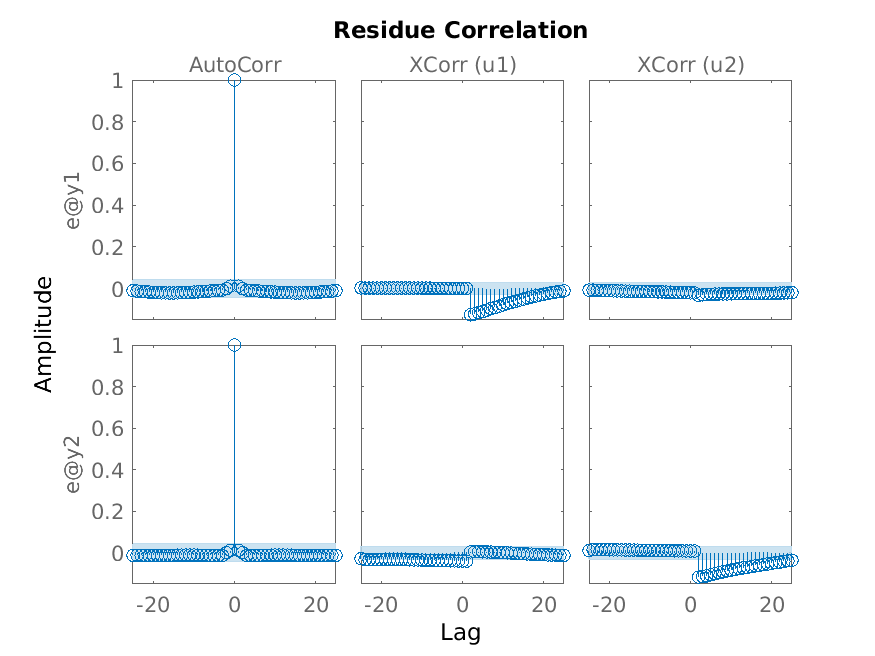 Residue Correlation
AutoCorr
XCorr (u1)
XCorr (u2)
Amplitude
e@y1
1
0.8
0.6
0.4
0.2
0
e@y2
1
0.8
0.6
0.4
0.2
0
-20 0 20
-20 0 20
-20 0 20
Lag